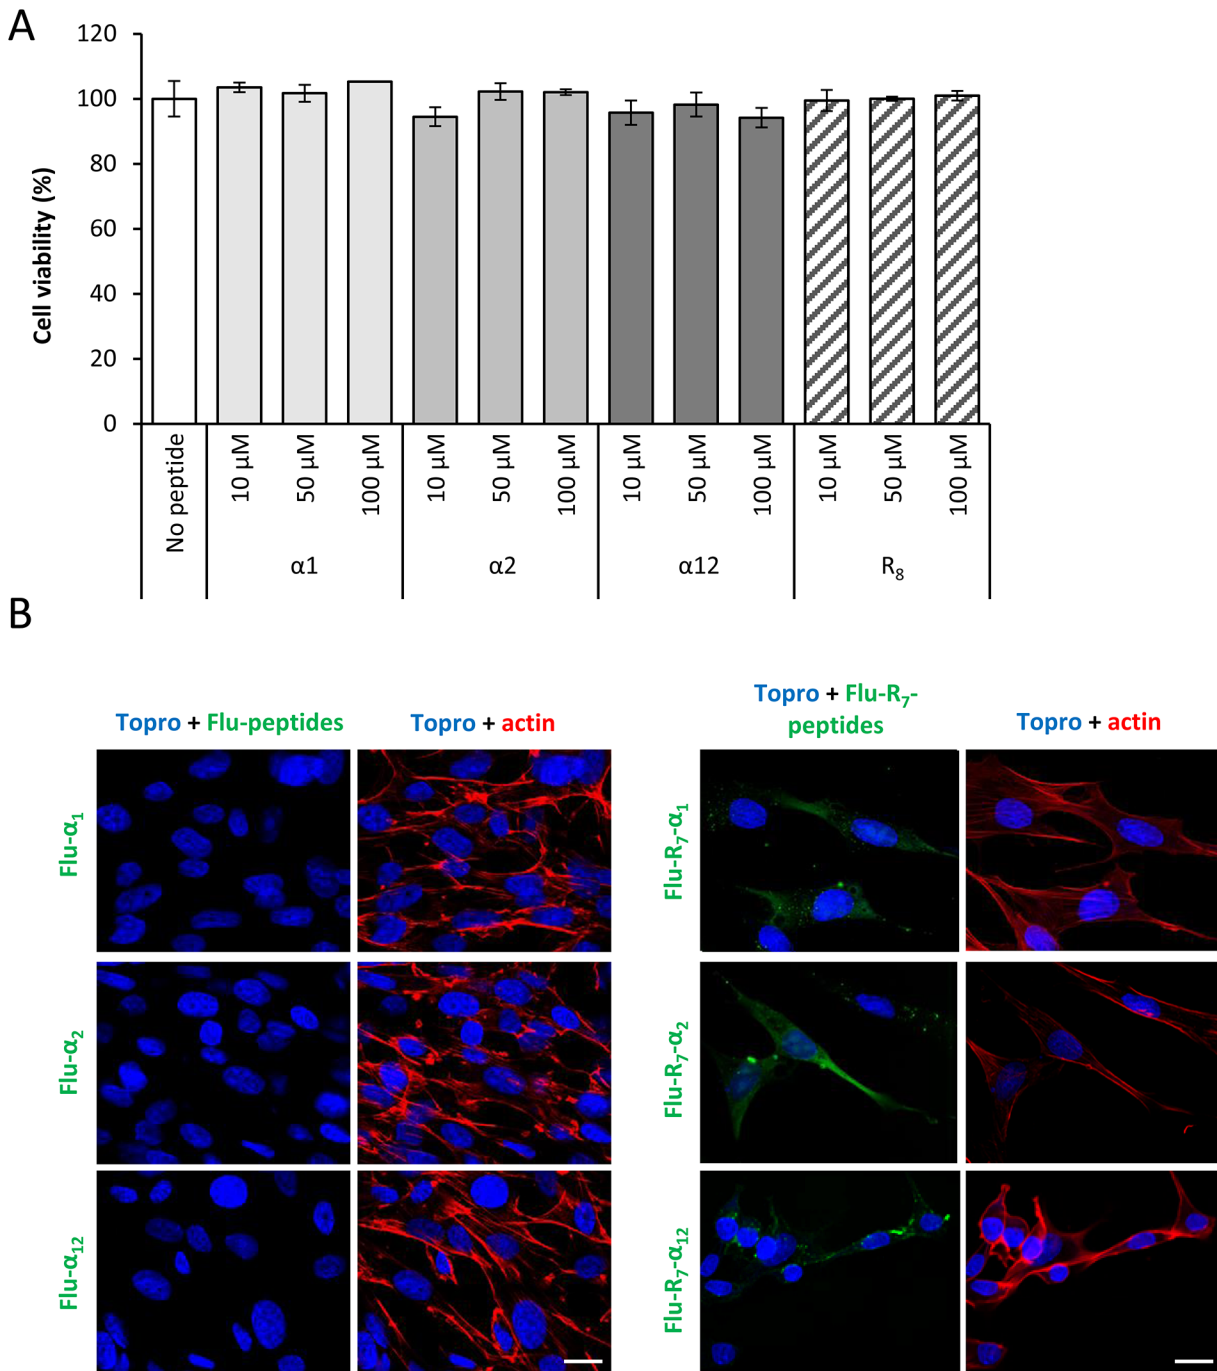 A
120
100
80
60
40
20
0
Cell viability (%)
No peptide
10 µM
50 µM
100 µM
10 µM
50 µM
100 µM
10 µM
50 µM
100 µM
10 µM
50 µM
100 µM
α1
α2
α12
R8
B
Topro + Flu-peptides
Topro + actin
Topro + Flu-R7-
peptides
Topro + actin
Flu-α1
Flu-R7-α1
Flu-α2
Flu-R7-α2
Flu-α12
Flu-R7-α12